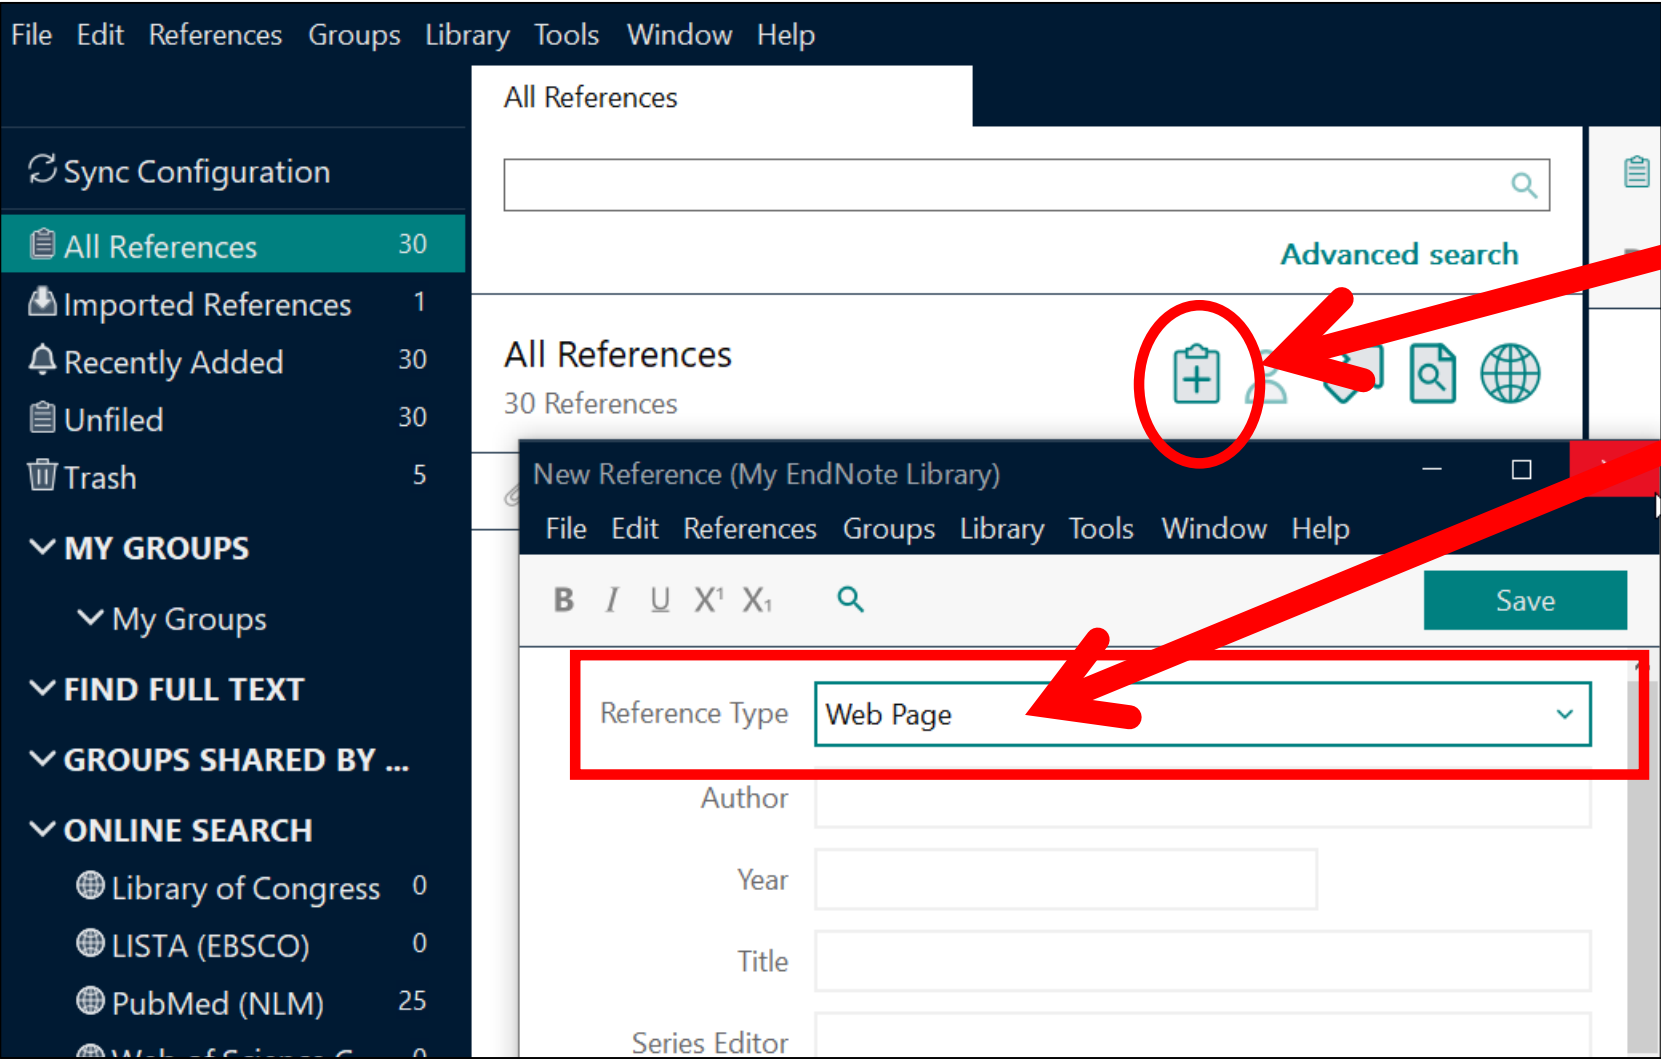 File Edit References Groups Library Tools Window Help
All References
Sync Configuration
All References 30
Imported References 1
Recently Added 30
Unfiled 30
Trash 5
MY GROUPS
My Groups
FIND FULL TEXT
GROUPS SHARED BY ...
ONLINE SEARCH
Library of Congress 0
LISTA (EBSCO) 0
PubMed (NLM) 25
Advanced search
All References
30 References
New Reference (My EndNote Library)
File Edit References Groups Library Tools Window Help
B I U X¹ X₁
Save
Reference Type Web Page
Author
Year
Title
Series Editor